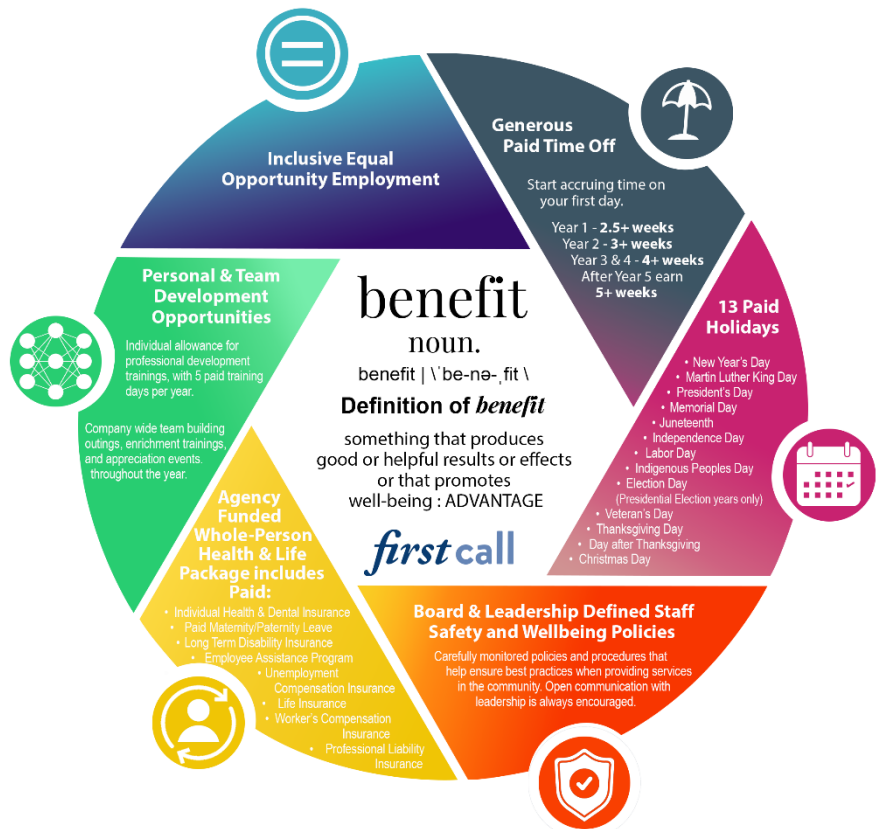 Inclusive Equal
Opportunity Employment
Generous
Paid Time Off
Start accruing time on
your first day.
Year 1 - 2.5+ weeks
Year 2 - 3+ weeks
Year 3 & 4 - 4+ weeks
After Year 5 earn
5+ weeks
13 Paid
Holidays
• New Year's Day
• Martin Luther King Day
• President's Day
• Memorial Day
• Juneteenth
• Independence Day
• Labor Day
• Indigenous Peoples Day
• Election Day
(Presidential Election years only)
• Veteran's Day
• Thanksgiving Day
• Day after Thanksgiving
• Christmas Day
Board & Leadership Defined Staff
Safety and Wellbeing Policies
Carefully monitored policies and procedures that
help ensure best practices when providing services
in the community. Open communication with
leadership is always encouraged.
Agency
Funded
Whole-Person
Health & Life
Package includes
Paid:
• Individual Health & Dental Insurance
• Paid Maternity/Paternity Leave
• Long Term Disability Insurance
• Employee Assistance Program
• Unemployment
Compensation Insurance
• Life Insurance
• Worker's Compensation
Insurance
• Professional Liability
Insurance
Personal & Team
Development
Opportunities
Individual allowance for
professional development
trainings, with 5 paid training
days per year.
Company wide team building
outings, enrichment trainings,
and appreciation events.
throughout the year.
benefit
noun.
benefit | \ˈbe-nə-ˌfit \
Definition of benefit
something that produces
good or helpful results or effects
or that promotes
well-being : ADVANTAGE
first call